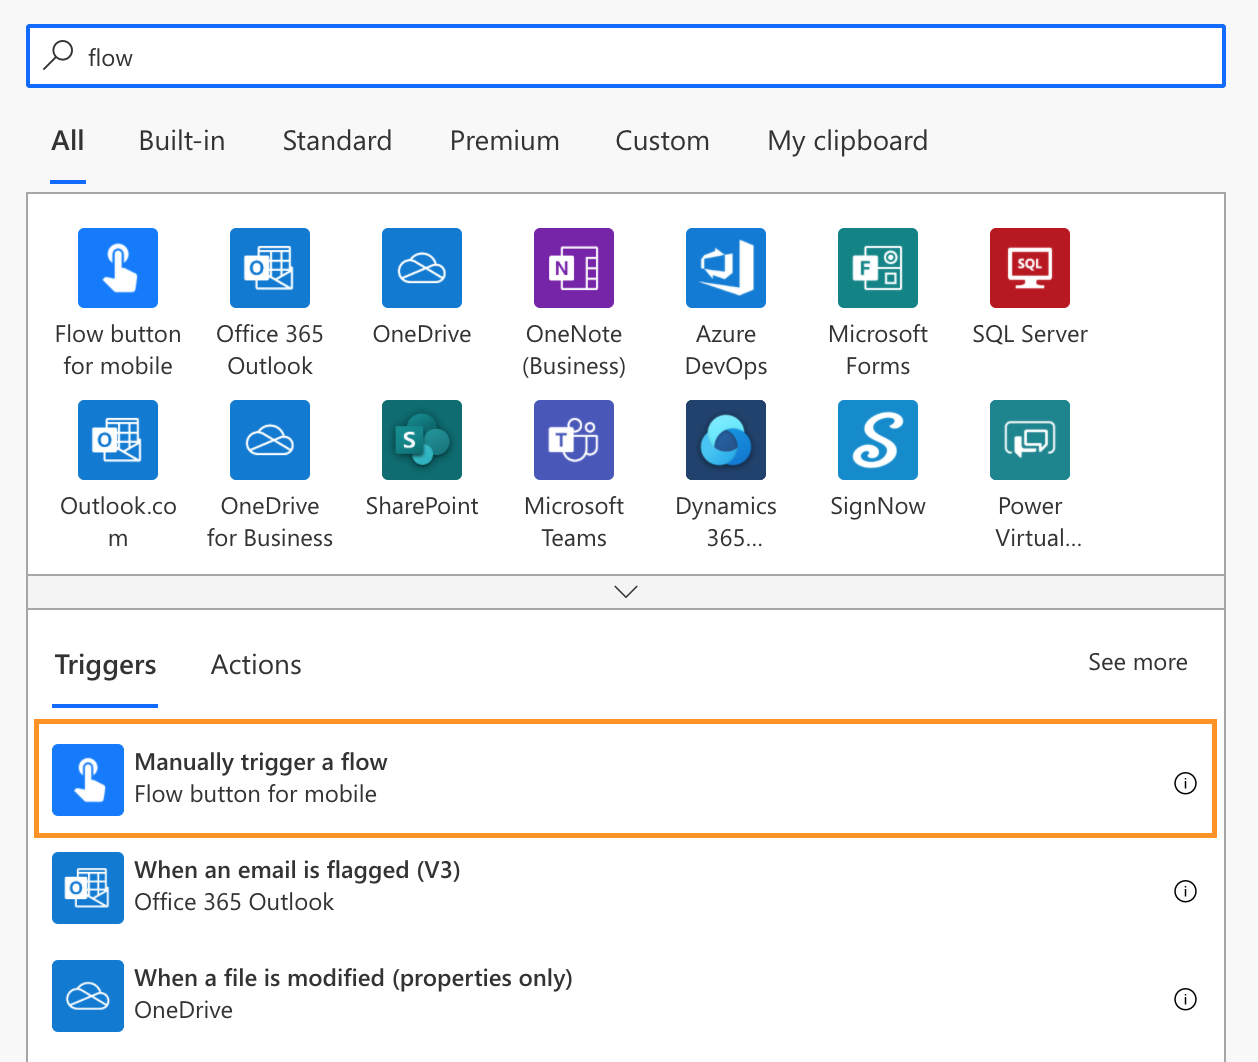 flow
All Built-in Standard Premium Custom My clipboard
Flow button for mobile
Office 365 Outlook
OneDrive
N
OneNote (Business)
Azure DevOps
F
Microsoft Forms
SQL
SQL Server
O
Outlook.com
OneDrive for Business
S
SharePoint
T
Microsoft Teams
Dynamics 365...
S
SignNow
Power Virtual...
Triggers Actions See more
Manually trigger a flow
Flow button for mobile
O
When an email is flagged (V3)
Office 365 Outlook
When a file is modified (properties only)
OneDrive